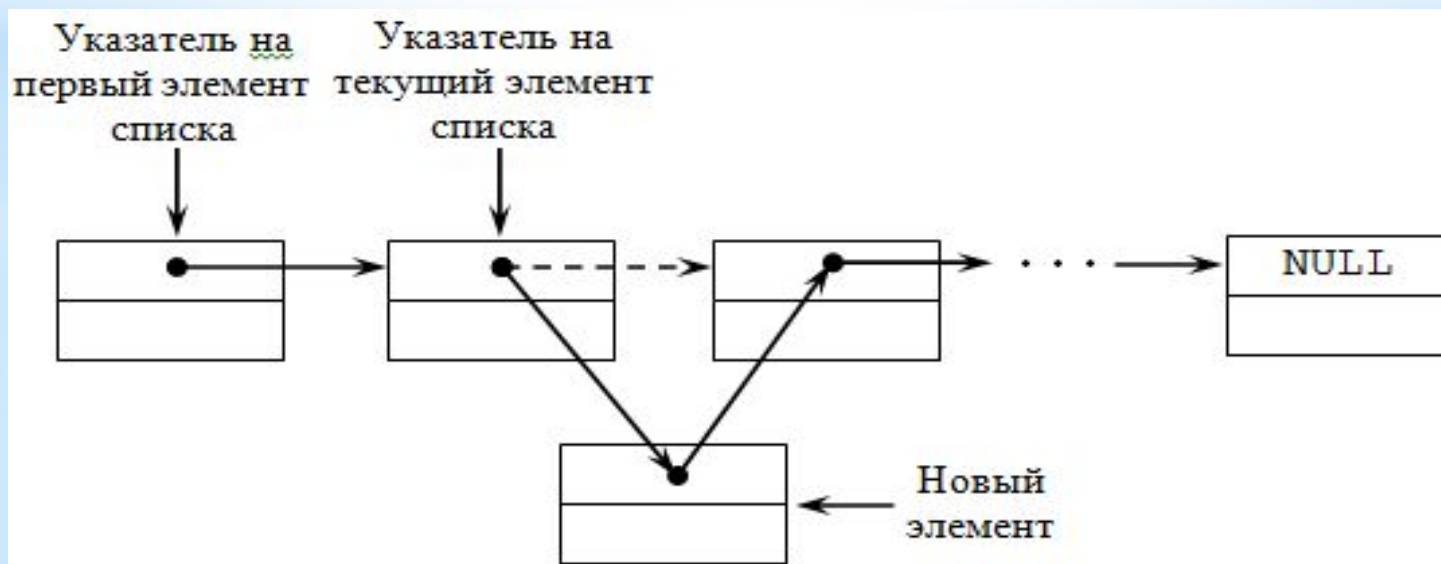 Указатель на
первый элемент
списка
Указатель на
текущий элемент
списка
NULL
Новый
элемент